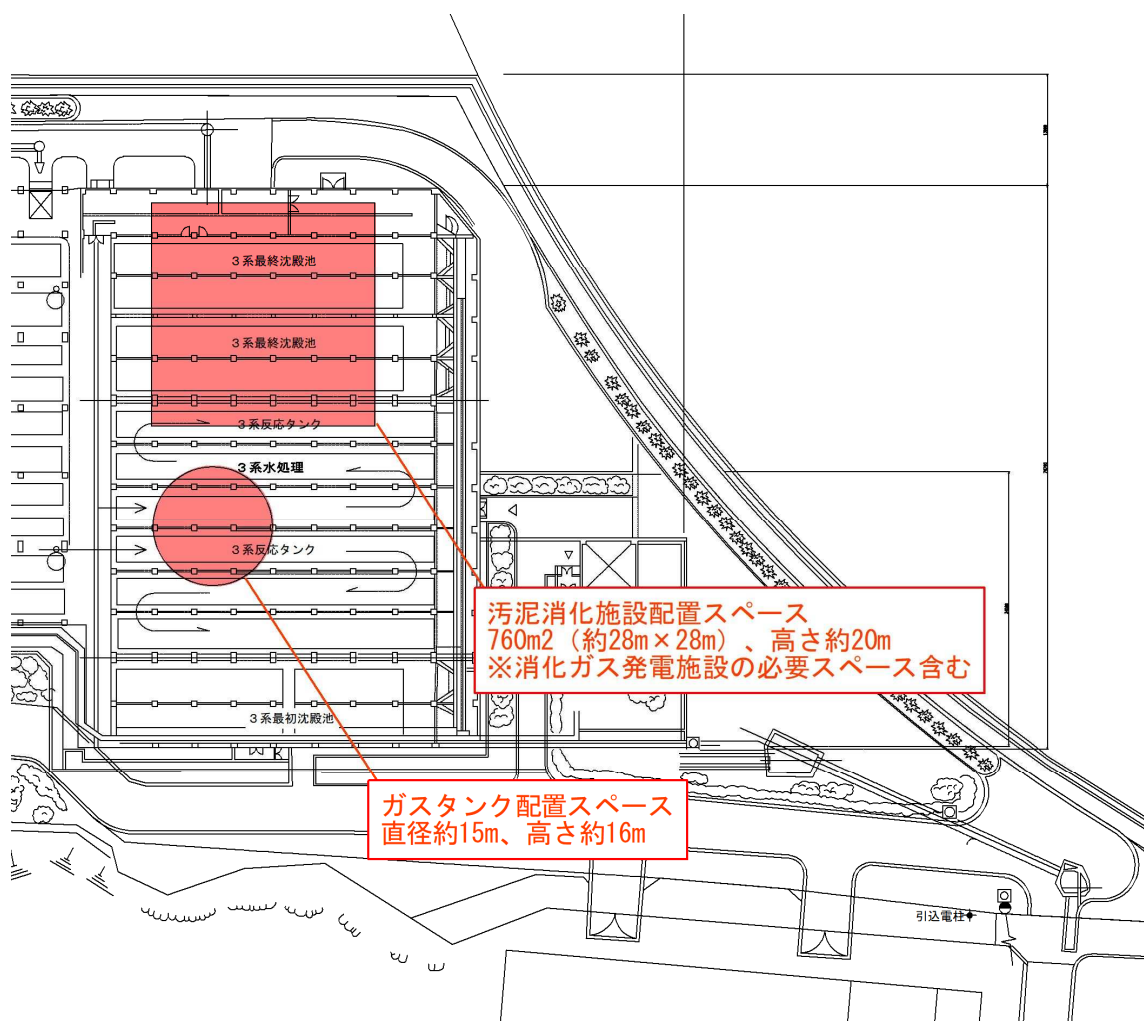 3系最終沈殿池
3系最終沈殿池
3系反応タンク
3系水処理
3系反応タンク
3系最初沈殿池
汚泥消化施設配置スペース
760m2（約28m×28m）、高さ約20m
※消化ガス発電施設の必要スペース含む
ガスタンク配置スペース
直径約15m、高さ約16m
引込電柱